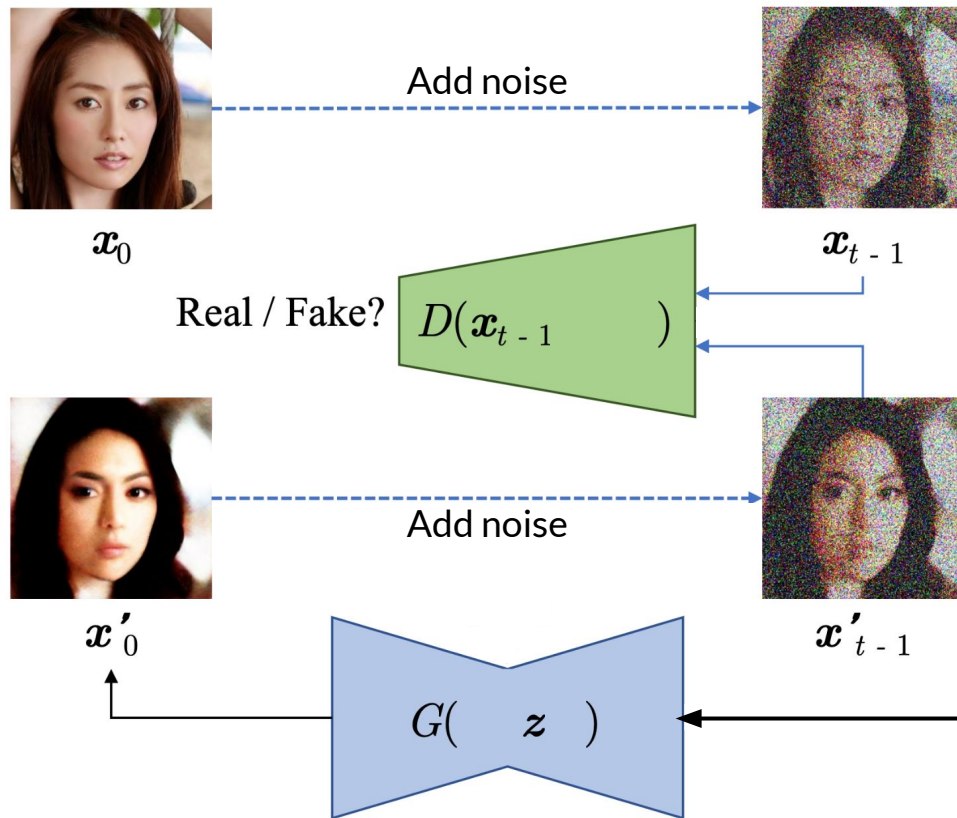 Add noise
x₀
xₜ ₋ ₁
Real / Fake?
D(xₜ ₋ ₁ )
Add noise
x'₀
x'ₜ ₋ ₁
G( z )